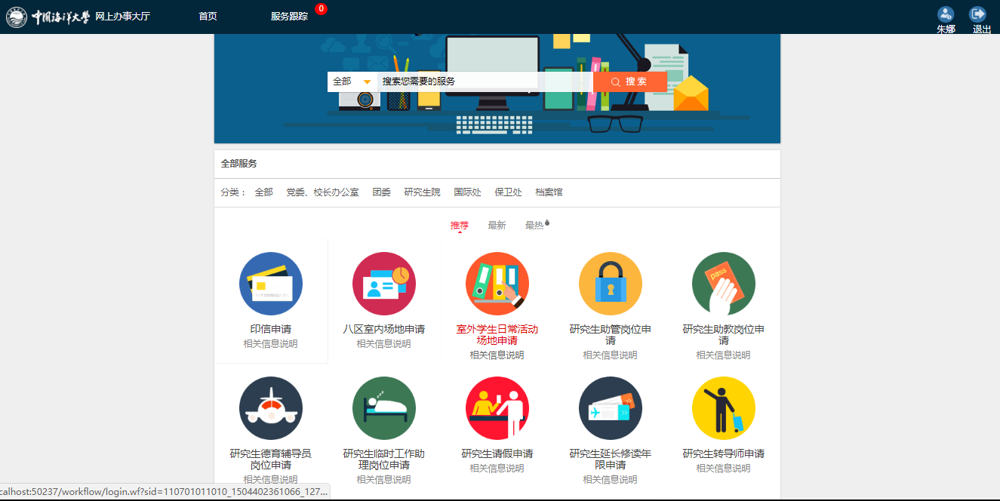 中国海洋大学 网上办事大厅 首页 服务跟踪 0
朱娜 退出
全部 搜索您需要的服务 搜索
全部服务
分类： 全部 党委、校长办公室 团委 研究生院 国际处 保卫处 档案馆
推荐 最新 最热
pass
印信申请
相关信息说明
八区室内场地申请
相关信息说明
室外学生日常活动
场地申请
相关信息说明
研究生助管岗位申
请
相关信息说明
研究生助教岗位申
请
相关信息说明
研究生德育辅导员
岗位申请
相关信息说明
研究生临时工作助
理岗位申请
相关信息说明
研究生请假申请
相关信息说明
研究生延长修读年
限申请
相关信息说明
研究生转导师申请
相关信息说明
calhost:50237/workflow/login.wf?sid=110701011010_1504402361066_127...